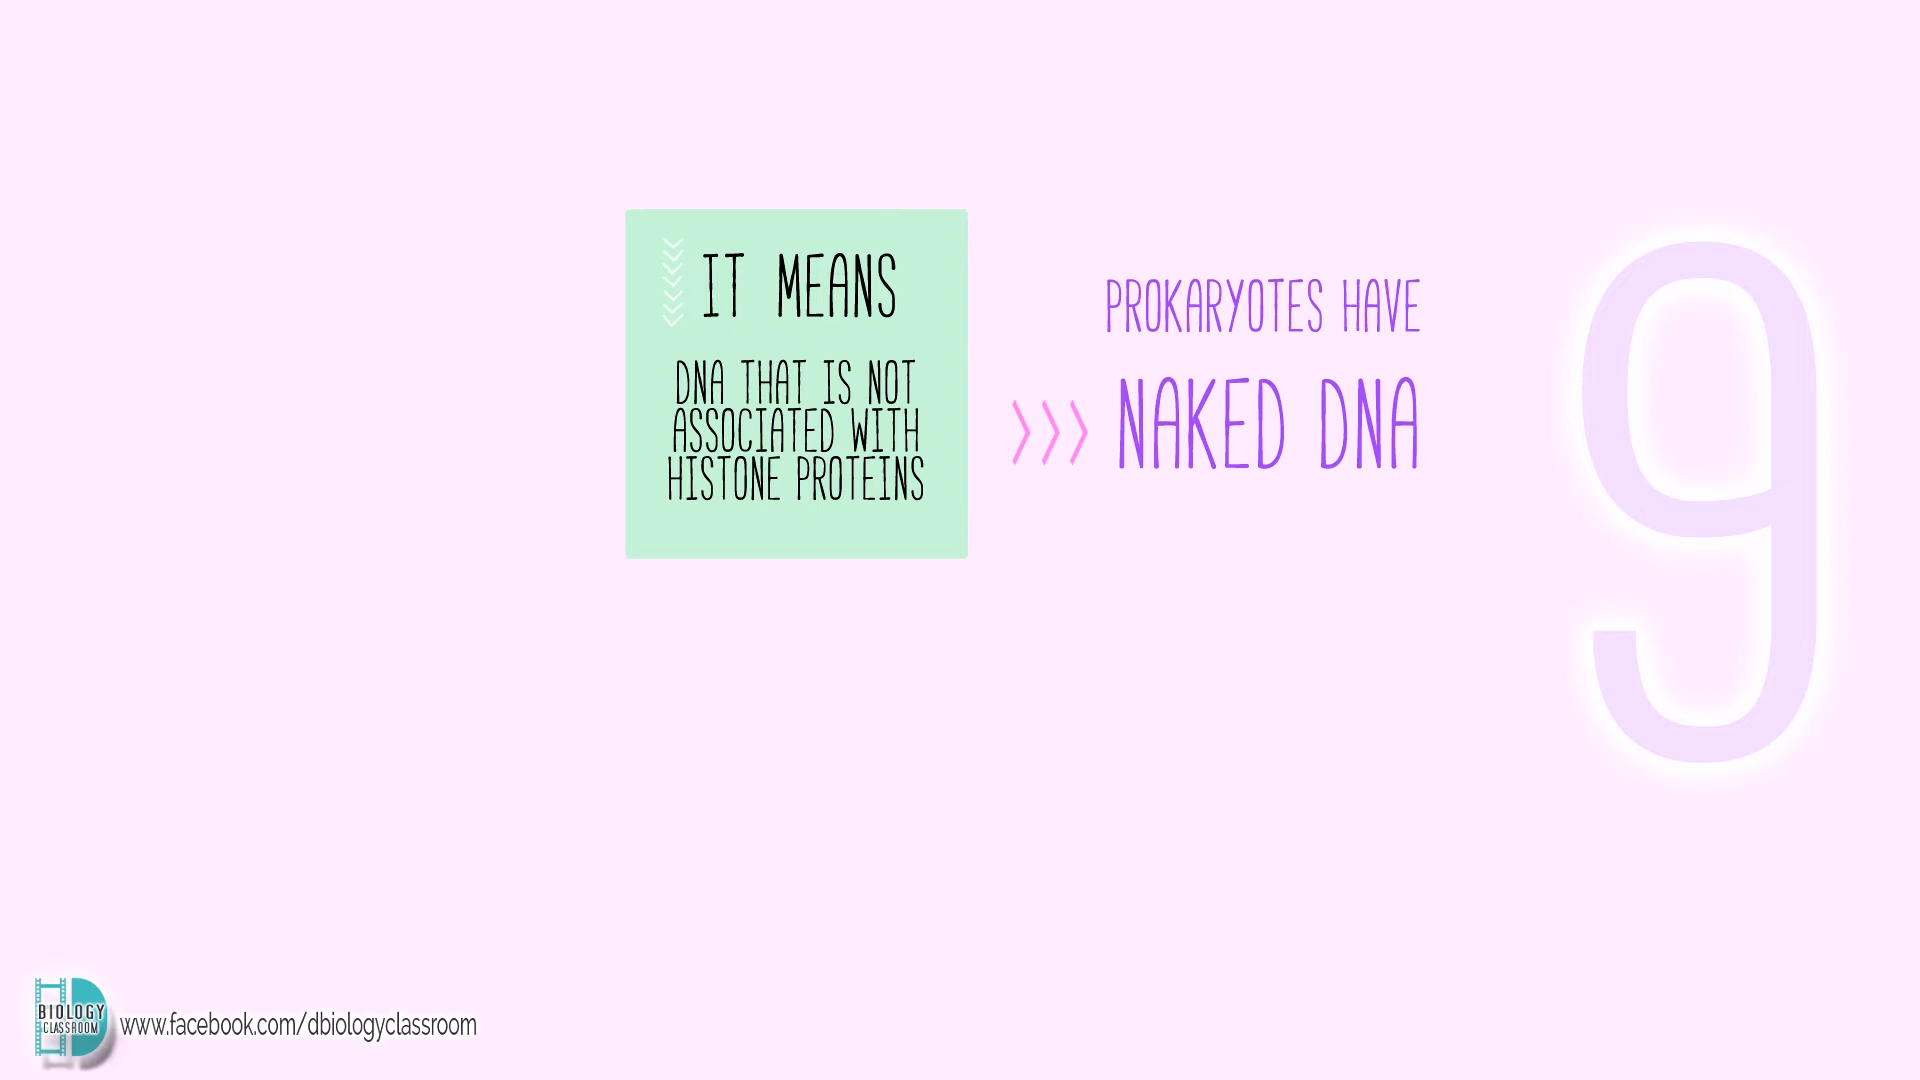 IT MEANS
DNA THAT IS NOT
ASSOCIATED WITH
HISTONE PROTEINS
PROKARYOTES HAVE
NAKED DNA
9
BIOLOGY
CLASSROOM
www.facebook.com/dbiologyclassroom